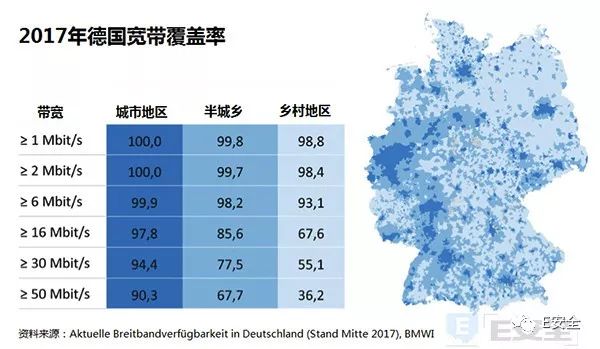 2017年德国宽带覆盖率
带宽 城市地区 半城乡 乡村地区
≥ 1 Mbit/s 100,0 99,8 98,8
≥ 2 Mbit/s 100,0 99,7 98,4
≥ 6 Mbit/s 99,9 98,2 93,1
≥ 16 Mbit/s 97,8 85,6 67,6
≥ 30 Mbit/s 94,4 77,5 55,1
≥ 50 Mbit/s 90,3 67,7 36,2
资料来源：Aktuelle Breitbandverfügbarkeit in Deutschland (Stand Mitte 2017), BMWI
E安全
E安全